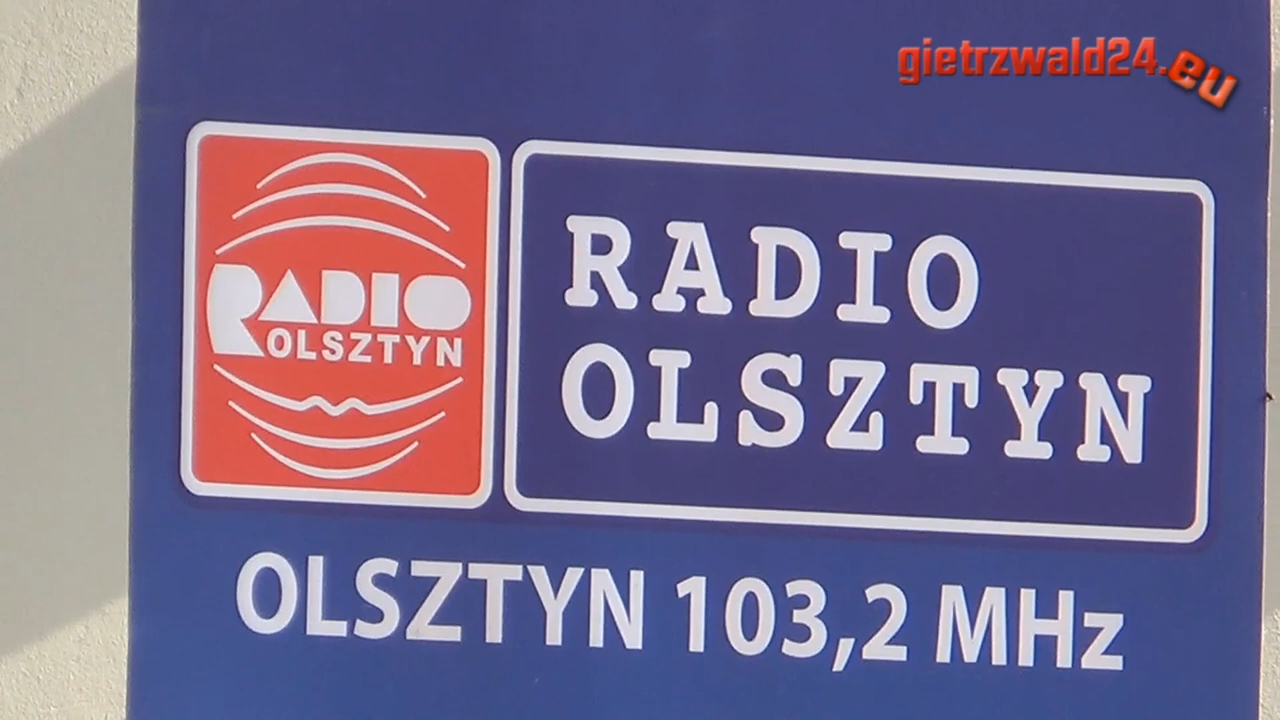 gietrzwald24.eu
RADIO
OLSZTYN
RADIO
OLSZTYN
OLSZTYN 103,2 MHz